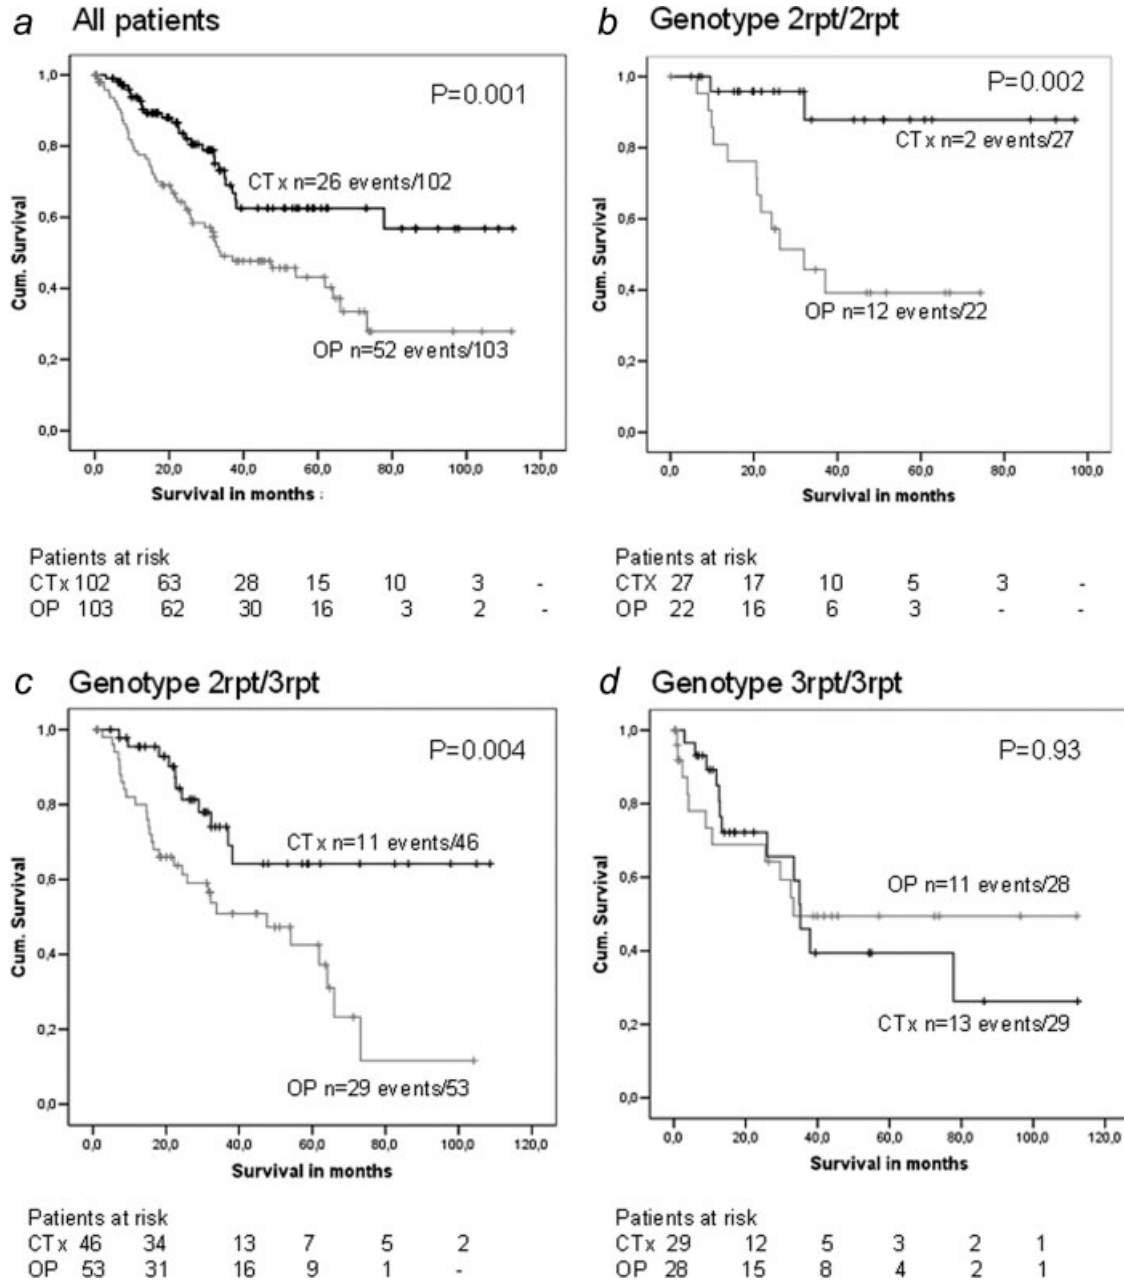 a All patients
P=0.001
CTx n=26 events/102
OP n=52 events/103
Cum. Survival
1,0
0,8
0,6
0,4
0,2
0,0
0,0 20,0 40,0 60,0 80,0 100,0 120,0
Survival in months :
Patients at risk
CTx 102 63 28 15 10 3 -
OP 103 62 30 16 3 2 -
b Genotype 2rpt/2rpt
P=0.002
CTx n=2 events/27
OP n=12 events/22
Cum. Survival
1,0
0,8
0,6
0,4
0,2
0,0
0,0 20,0 40,0 60,0 80,0 100,0
Survival in months
Patients at risk
CTX 27 17 10 5 3 -
OP 22 16 6 3 - -
c Genotype 2rpt/3rpt
P=0.004
CTx n=11 events/46
OP n=29 events/53
Cum. Survival
1,0
0,8
0,6
0,4
0,2
0,0
0,0 20,0 40,0 60,0 80,0 100,0 120,0
Survival in months
Patients at risk
CTx 46 34 13 7 5 2
OP 53 31 16 9 1 -
d Genotype 3rpt/3rpt
P=0.93
OP n=11 events/28
CTx n=13 events/29
Cum. Survival
1,0
0,8
0,6
0,4
0,2
0,0
0,0 20,0 40,0 60,0 80,0 100,0 120,0
Survival in months
Patients at risk
CTx 29 12 5 3 2 1
OP 28 15 8 4 2 1